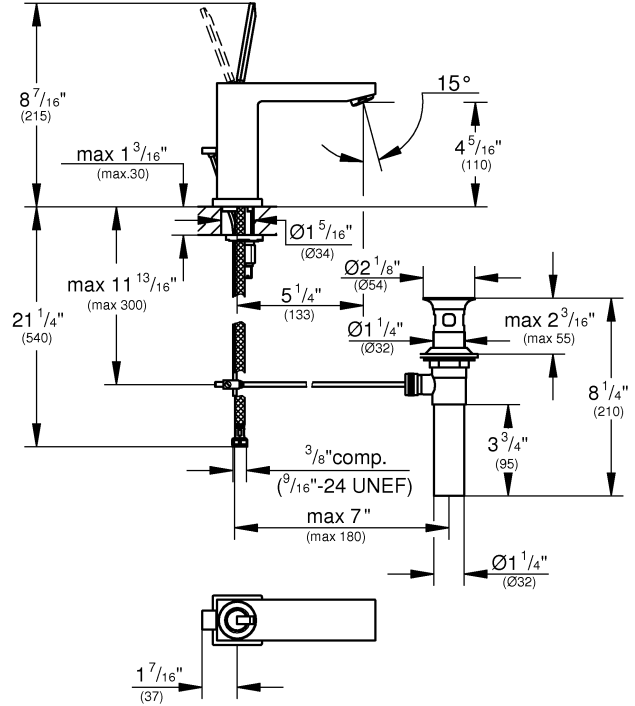 15°
8 7/16"
(215)
4 5/16"
(110)
max 1 3/16"
(max.30)
Ø1 5/16"
(Ø34)
max 11 13/16"
(max 300)
Ø2 1/8"
(Ø54)
5 1/4"
(133)
21 1/4"
(540)
Ø1 1/4"
(Ø32)
max 2 3/16"
(max 55)
8 1/4"
(210)
3 3/4"
(95)
3/8"comp.
(9/16"-24 UNEF)
max 7"
(max 180)
Ø1 1/4"
(Ø32)
1 7/16"
(37)